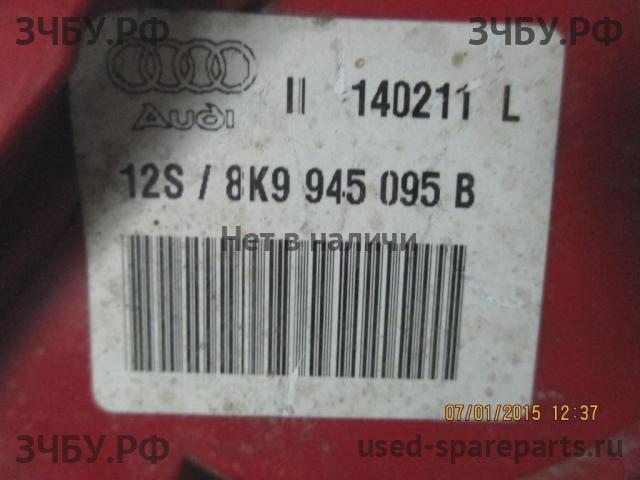 ЗЧБУ.РФ ЗЧБУ.РФ
Audi II 140211 L
12S / 8K9 945 095 B
Нет в наличи
07/01/2015 12:37
ЗЧБУ.РФ used-spareparts.ru